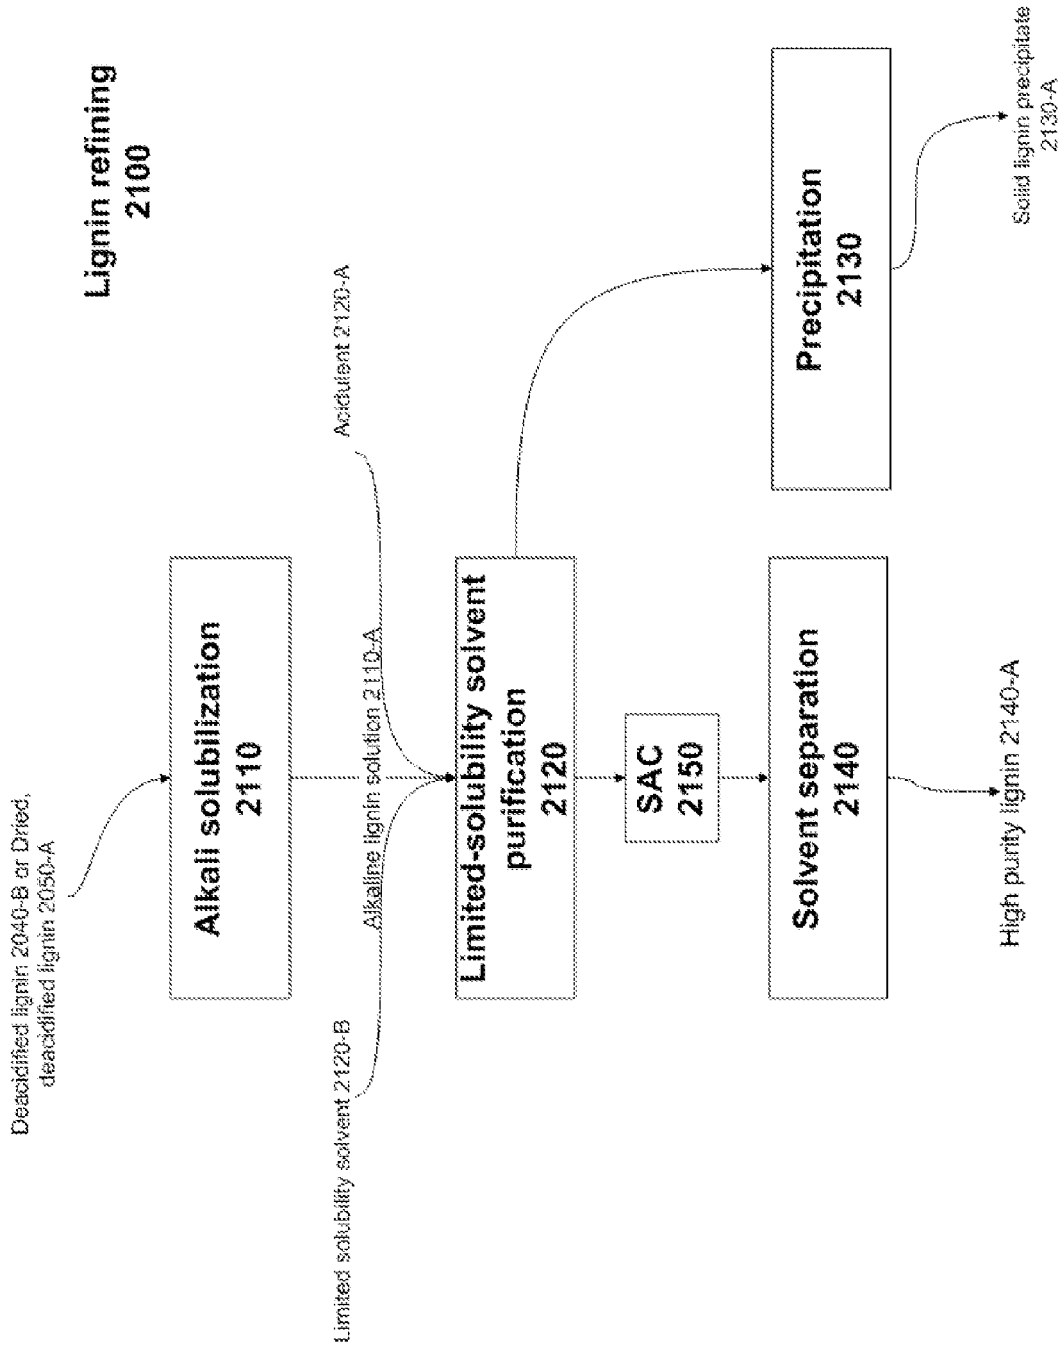 Lignin refining
2100
Deacidified lignin 2040-B or Dried,
deacidified lignin 2050-A
Alkali solubilization
2110
Limited solubility solvent 2120-B
Alkaline lignin solution 2110-A
Acidulent 2120-A
Limited-solubility solvent
purification
2120
SAC
2150
Solvent separation
2140
Precipitation
2130
High purity lignin 2140-A
Solid lignin precipitate
2130-A